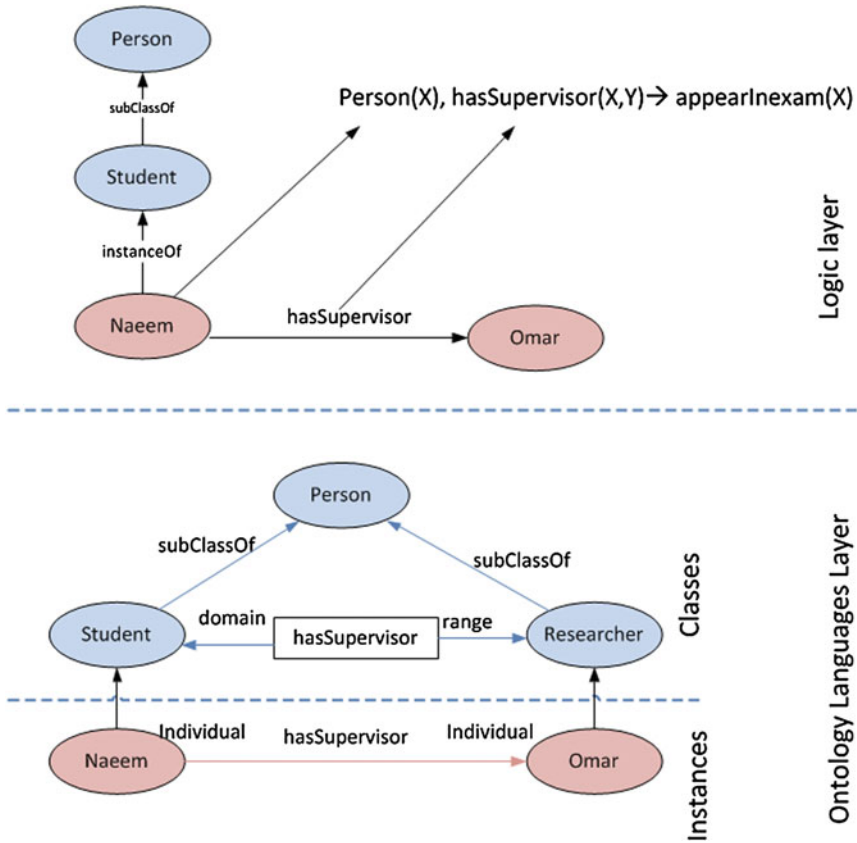 Person
subClassOf
Person(X), hasSupervisor(X,Y)→ appearInexam(X)
Student
instanceOf
Naeem
hasSupervisor
Omar
Logic layer
Person
subClassOf
subClassOf
Student
domain
hasSupervisor
range
Researcher
Classes
Naeem
Individual
hasSupervisor
Individual
Omar
Instances
Ontology Languages Layer